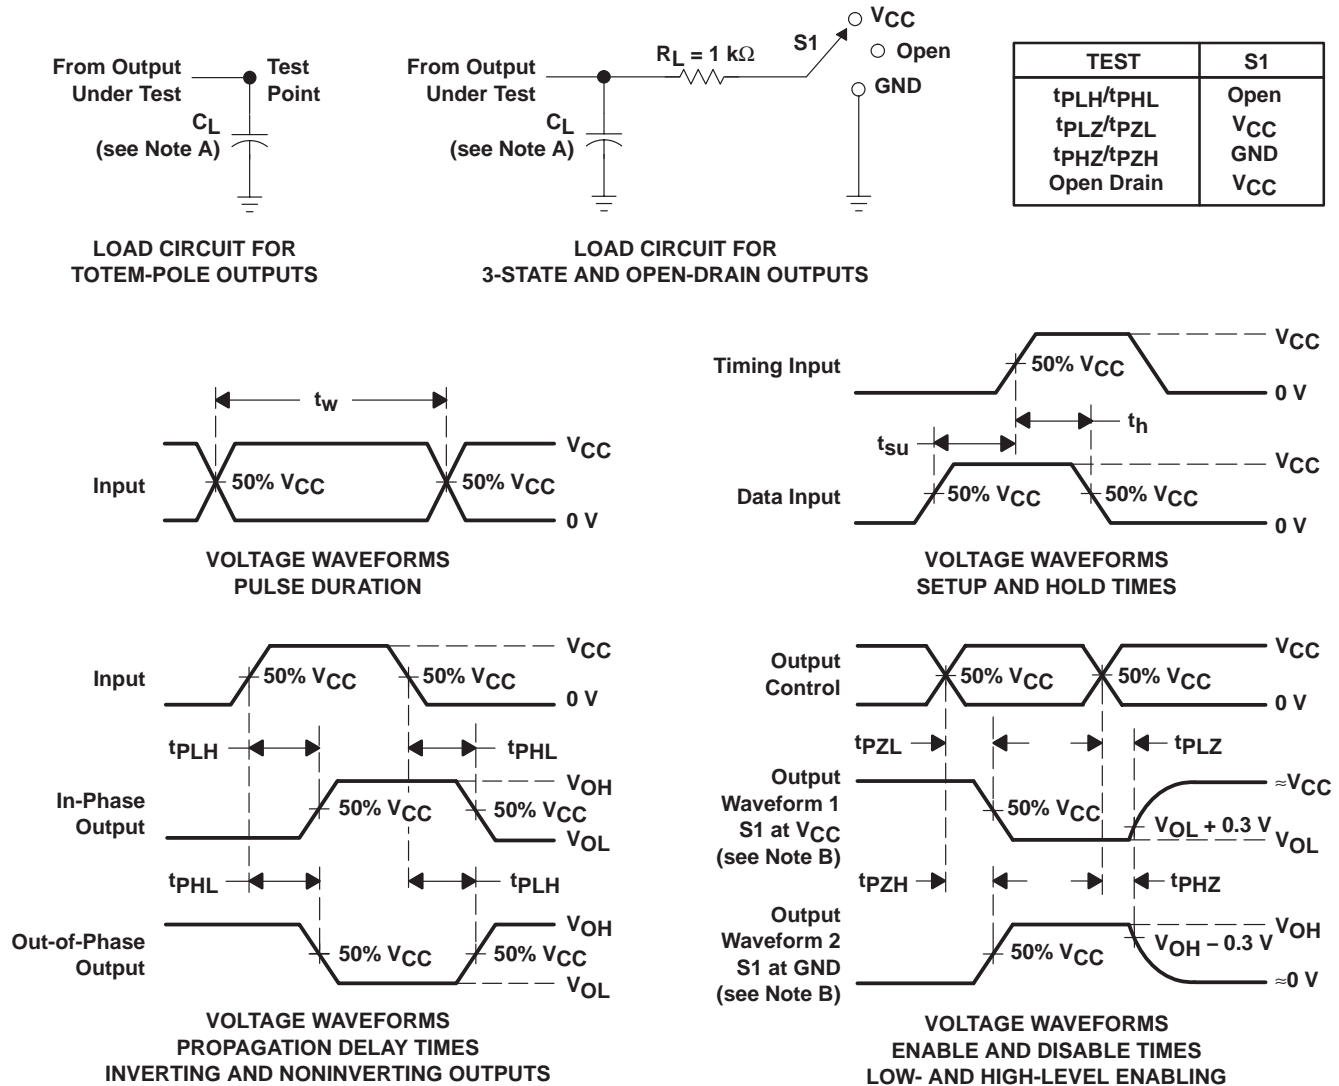 From Output
Under Test
Test
Point
CL
(see Note A)
LOAD CIRCUIT FOR
TOTEM-POLE OUTPUTS
From Output
Under Test
RL = 1 kΩ
S1
VCC
Open
GND
CL
(see Note A)
LOAD CIRCUIT FOR
3-STATE AND OPEN-DRAIN OUTPUTS
TEST S1
tPLH/tPHL Open
tPLZ/tPZL VCC
tPHZ/tPZH GND
Open Drain VCC
tw
Input
50% VCC
50% VCC
VCC
0 V
VOLTAGE WAVEFORMS
PULSE DURATION
Timing Input
50% VCC
VCC
0 V
tsu
th
Data Input
50% VCC
50% VCC
VCC
0 V
VOLTAGE WAVEFORMS
SETUP AND HOLD TIMES
Input
50% VCC
50% VCC
VCC
0 V
tPLH
tPHL
In-Phase
Output
50% VCC
50% VCC
VOH
VOL
tPHL
tPLH
Out-of-Phase
Output
50% VCC
50% VCC
VOH
VOL
VOLTAGE WAVEFORMS
PROPAGATION DELAY TIMES
INVERTING AND NONINVERTING OUTPUTS
Output
Control
50% VCC
50% VCC
VCC
0 V
tPZL
tPLZ
Output
Waveform 1
S1 at VCC
(see Note B)
50% VCC
≈VCC
VOL + 0.3 V
VOL
tPZH
tPHZ
Output
Waveform 2
S1 at GND
(see Note B)
50% VCC
VOH
VOH – 0.3 V
≈0 V
VOLTAGE WAVEFORMS
ENABLE AND DISABLE TIMES
LOW- AND HIGH-LEVEL ENABLING